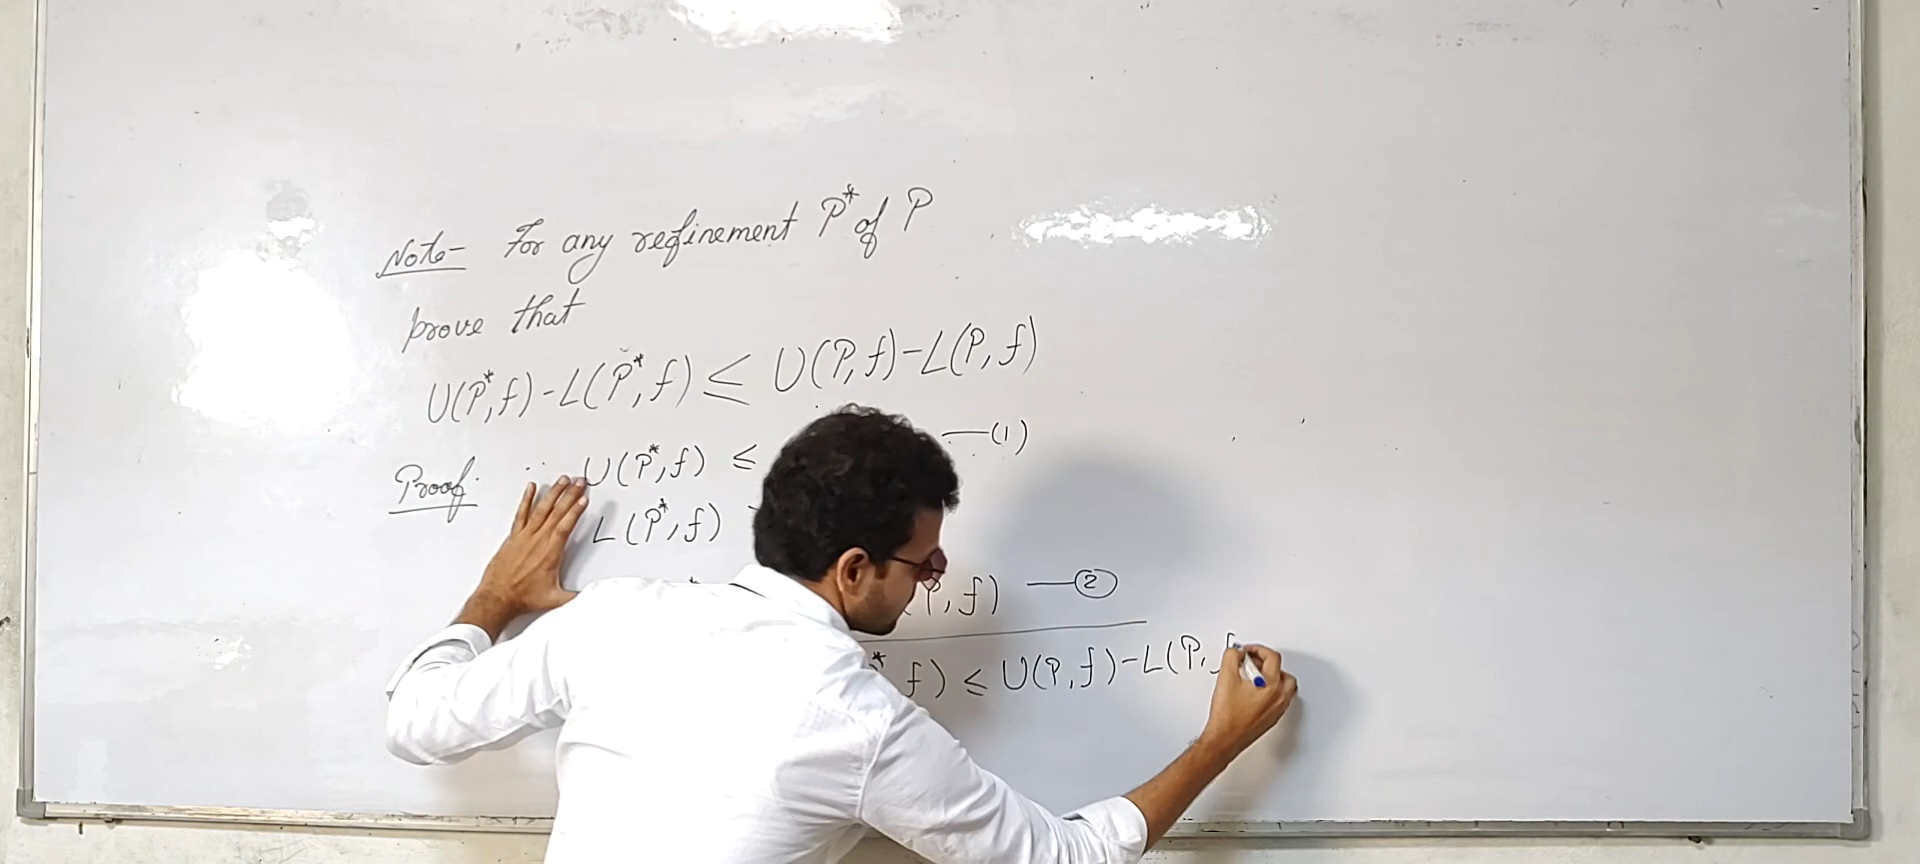 Note- For any refinement P* of P
prove that
U(P*,f)-L(P*,f) ≤ U(P,f)-L(P,f)
Proof: ∵ U(P*,f) ≤ —(1)
L(P*,f)
(P,f) —②
* f) ≤ U(P,f)-L(P,f